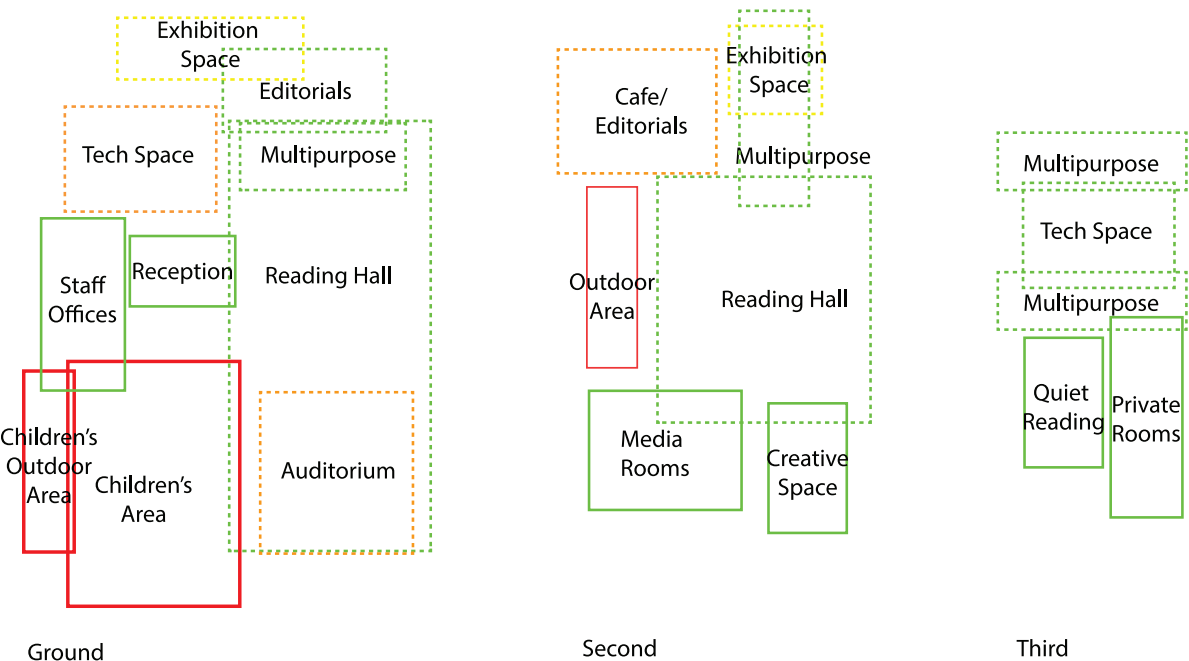 Exhibition
Space
Editorials
Tech Space
Multipurpose
Staff
Offices
Reception
Reading Hall
Children's
Outdoor
Area
Children's
Area
Auditorium
Ground
Exhibition
Space
Cafe/
Editorials
Multipurpose
Outdoor
Area
Reading Hall
Media
Rooms
Creative
Space
Second
Multipurpose
Tech Space
Multipurpose
Quiet
Reading
Private
Rooms
Third